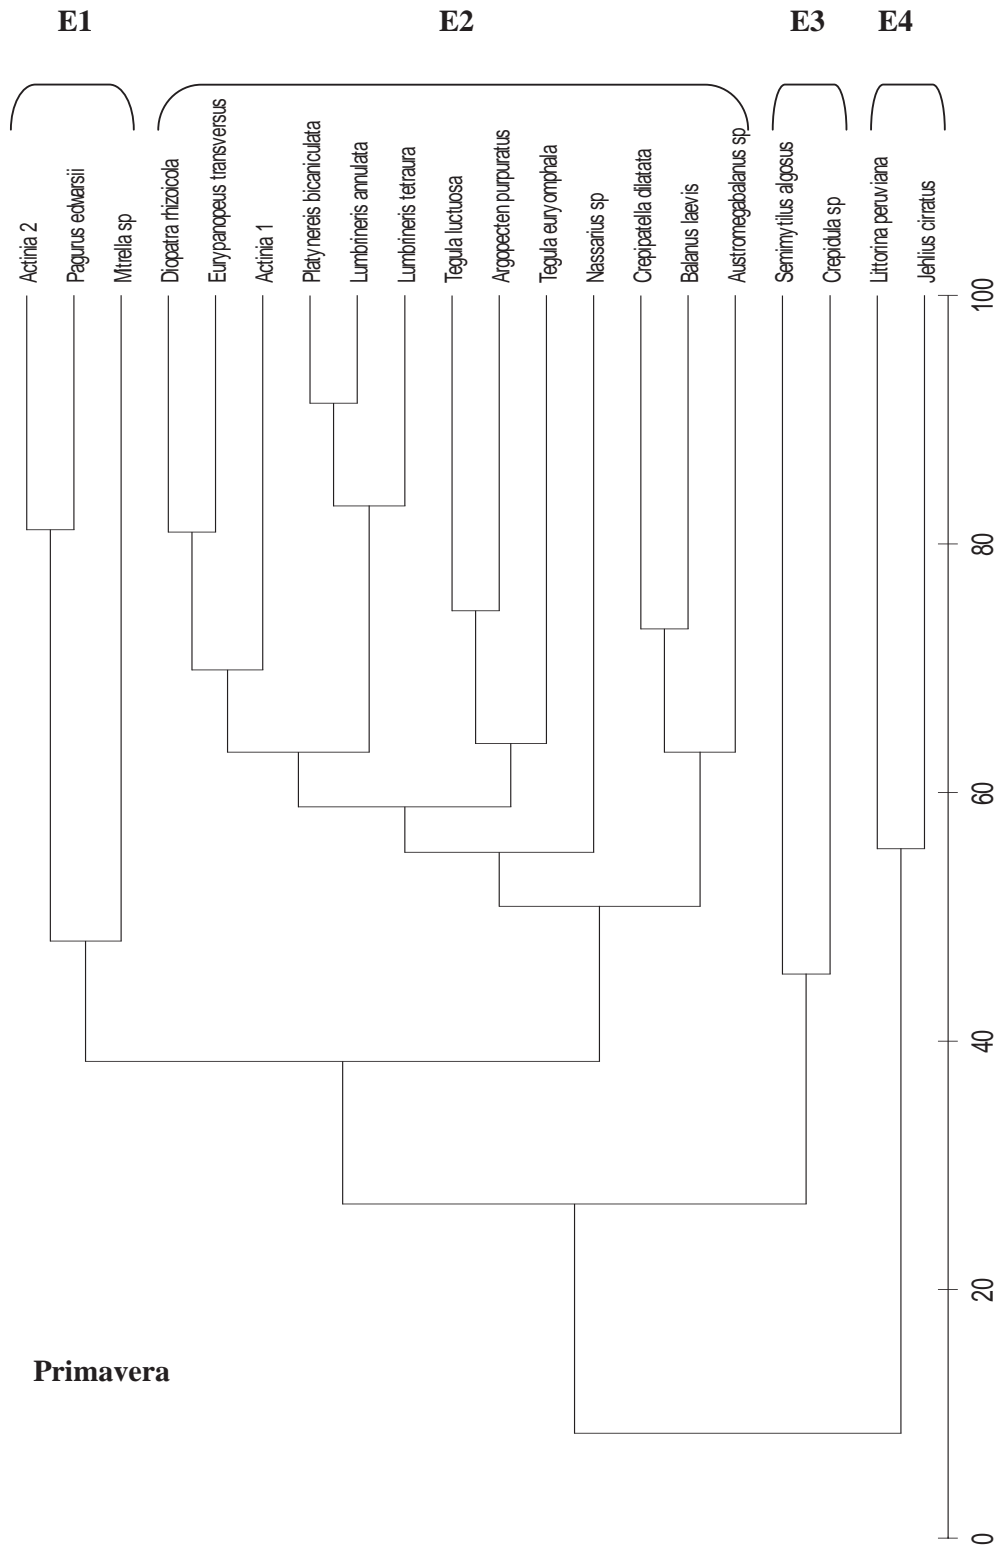 E1
E2
E3
E4
Actinia 2
Pagurus edwarsii
Mitrella sp
Diopatra rhizoicola
Eurypanopeus transversus
Actinia 1
Platynereis bicaniculata
Lumbrineris annulata
Lumbrineris tetraura
Tegula luctuosa
Argopecten purpuratus
Tegula euryomphala
Nassarius sp
Crepipatella dilatata
Balanus laevis
Austromegabalanus sp
Semimytilus algosus
Crepidula sp
Littorina peruviana
Jehlius cirratus
100
80
60
40
20
0
Primavera